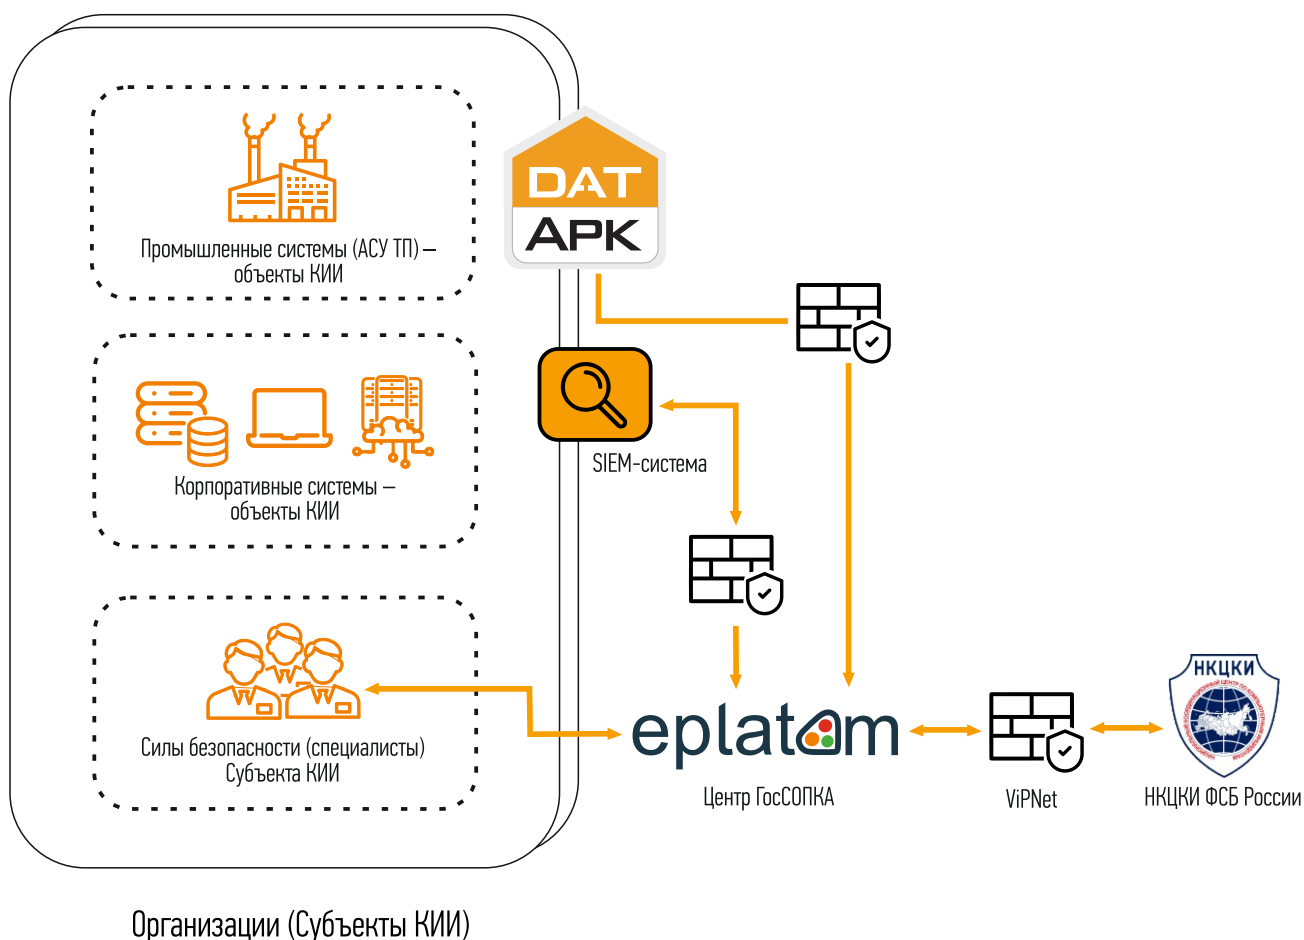 DAT
APK
Промышленные системы (АСУ ТП) –
объекты КИИ
SIEM-система
Корпоративные системы –
объекты КИИ
Силы безопасности (специалисты)
Субъекта КИИ
eplatam
Центр ГосСОПКА
ViPNet
НКЦКИ
НКЦКИ ФСБ России
Организации (Субъекты КИИ)